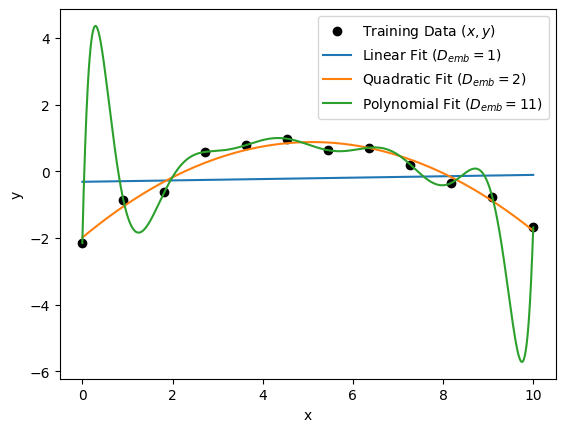 Training Data (x, y)
Linear Fit (D_emb = 1)
Quadratic Fit (D_emb = 2)
Polynomial Fit (D_emb = 11)
4
2
0
−2
−4
−6
y
0 2 4 6 8 10
x